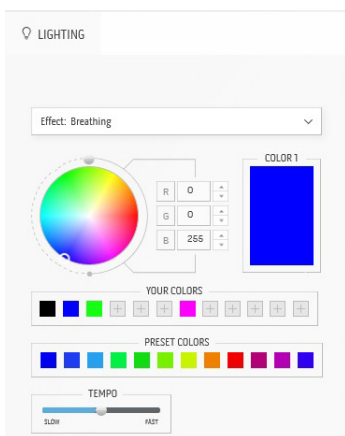 LIGHTING
Effect: Breathing
COLOR 1
R 0
G 0
B 255
YOUR COLORS
PRESET COLORS
TEMPO
SLOW FAST